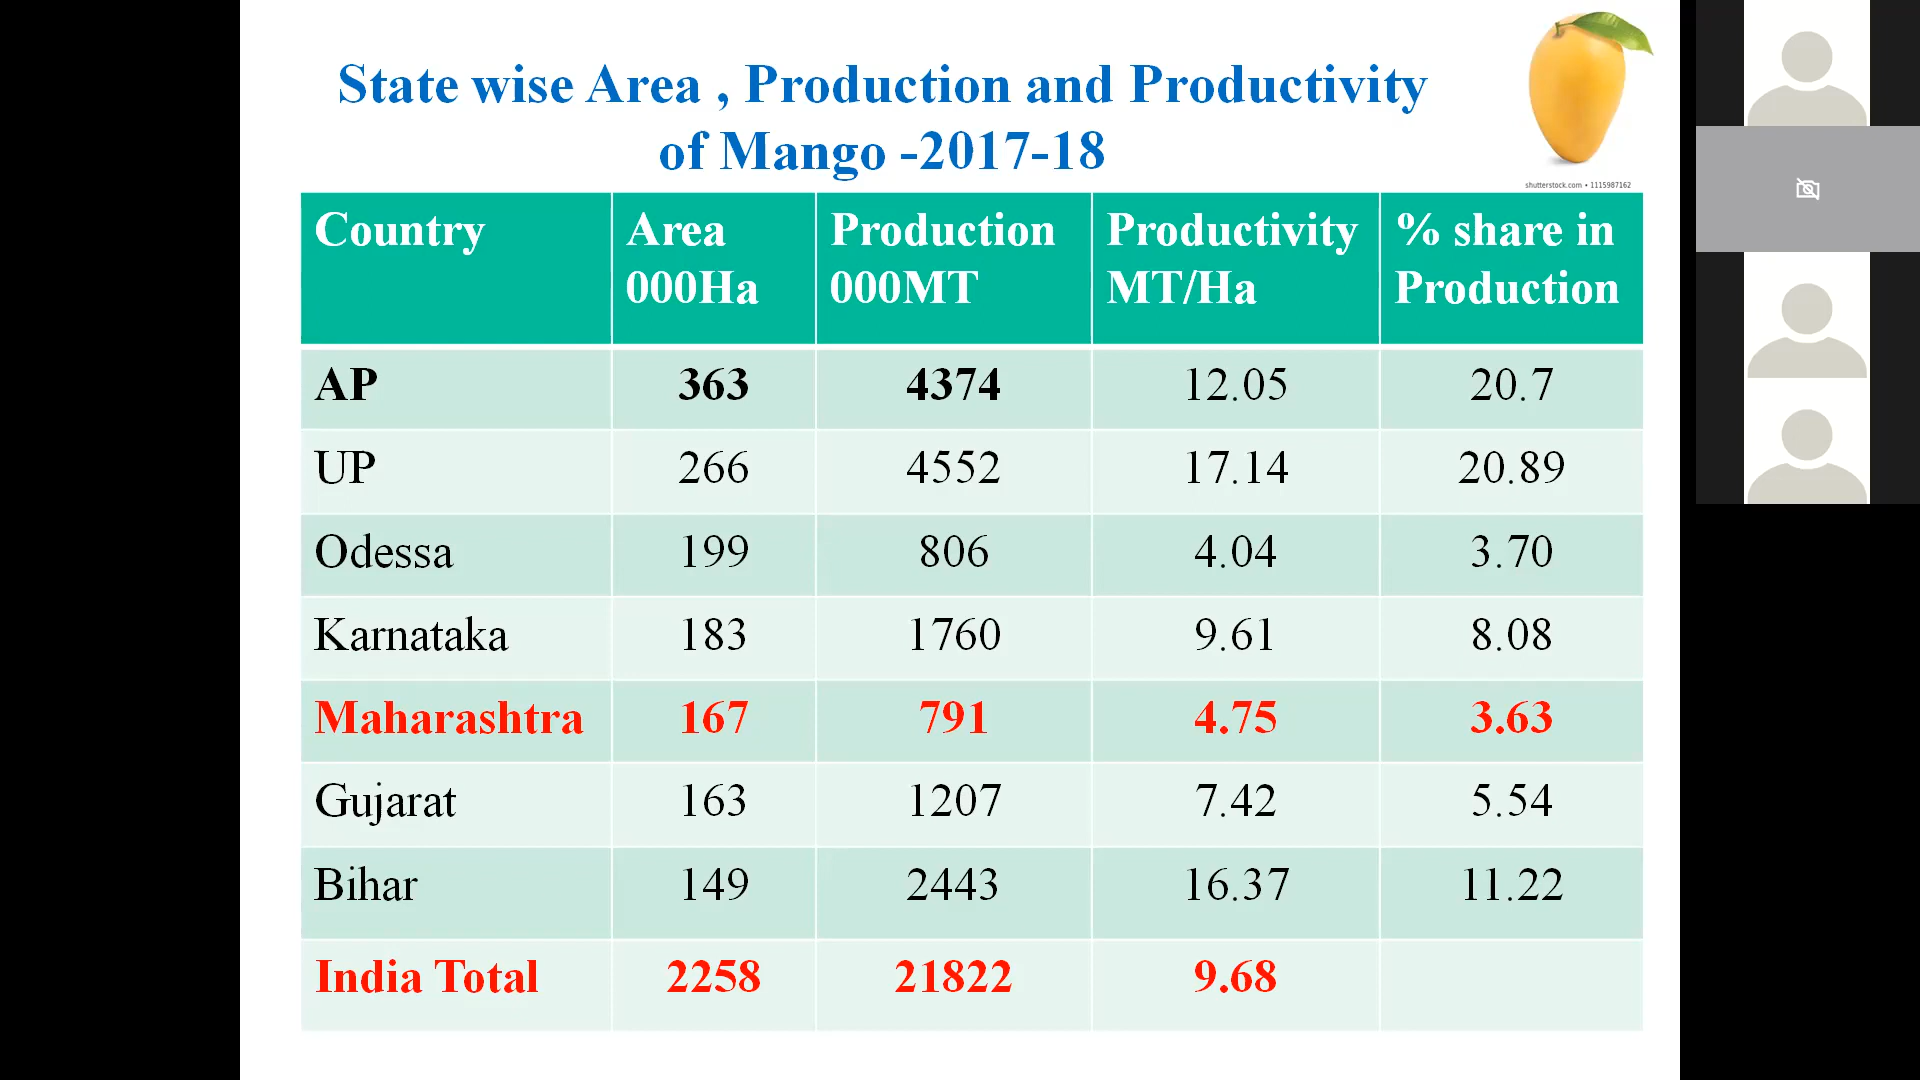 State wise Area , Production and Productivity
of Mango -2017-18
shutterstock.com • 1115987162
Country Area 000Ha Production 000MT Productivity MT/Ha % share in Production
AP 363 4374 12.05 20.7
UP 266 4552 17.14 20.89
Odessa 199 806 4.04 3.70
Karnataka 183 1760 9.61 8.08
Maharashtra 167 791 4.75 3.63
Gujarat 163 1207 7.42 5.54
Bihar 149 2443 16.37 11.22
India Total 2258 21822 9.68